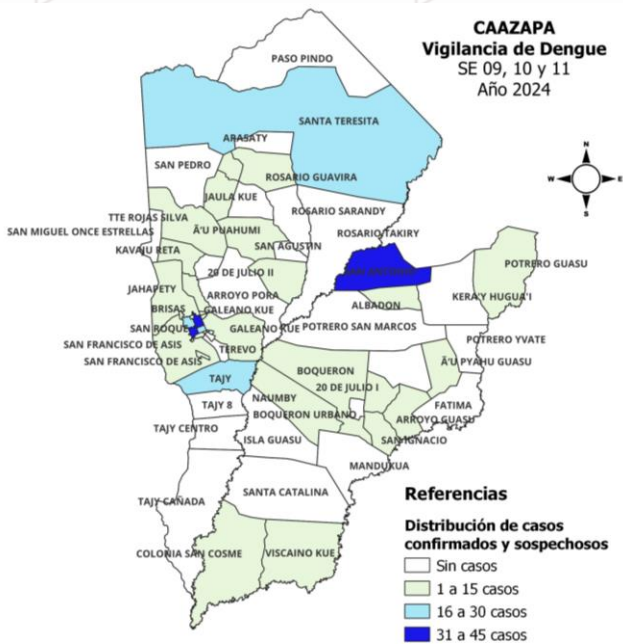 CAAZAPA
Vigilancia de Dengue
SE 09, 10 y 11
Año 2024
PASO PINDO
SANTA TERESITA
ARASATY
SAN PEDRO
ROSARIO GUAVIRA
JAULA KUE
ROSARIO SARANDY
TTE ROJAS SILVA
SAN MIGUEL ONCE ESTRELLAS
Ã'U PUAHUMI
ROSARIO TAKIRY
KAVAJU RETA
SAN AGUSTIN
20 DE JULIO II
POTRERO GUASU
JAHAPETY
ARROYO PORA
KERA'Y HUGUA'I
BRISAS
GALEANO KUE
ALBADON
SAN ROQUE
GALEANO KUE
POTRERO SAN MARCOS
SAN FRANCISCO DE ASIS
TEREVO
POTRERO YVATE
SAN FRANCISCO DE ASIS
Ã'U PYAHU GUASU
TAJY
BOQUERON
20 DE JULIO I
NAUMBY
TAJY 8
BOQUERON URBANO
FATIMA
ARROYO GUASU
TAJY CENTRO
ISLA GUASU
SAN IGNACIO
MANDUKUA
SANTA CATALINA
TAJY CAÑADA
COLONIA SAN COSME
VISCAINO KUE
N
W
E
S
Referencias
Distribución de casos
confirmados y sospechosos
Sin casos
1 a 15 casos
16 a 30 casos
31 a 45 casos